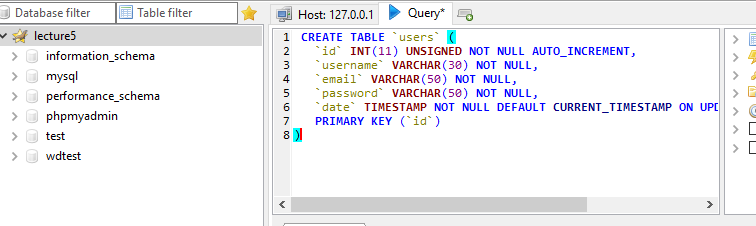 Database filter Table filter Host: 127.0.0.1 Query*
lecture5
information_schema
mysql
performance_schema
phpmyadmin
test
wdtest
1 CREATE TABLE `users` (
2 `id` INT(11) UNSIGNED NOT NULL AUTO_INCREMENT,
3 `username` VARCHAR(30) NOT NULL,
4 `email` VARCHAR(50) NOT NULL,
5 `password` VARCHAR(50) NOT NULL,
6 `date` TIMESTAMP NOT NULL DEFAULT CURRENT_TIMESTAMP ON UPD
7 PRIMARY KEY (`id`)
8 )